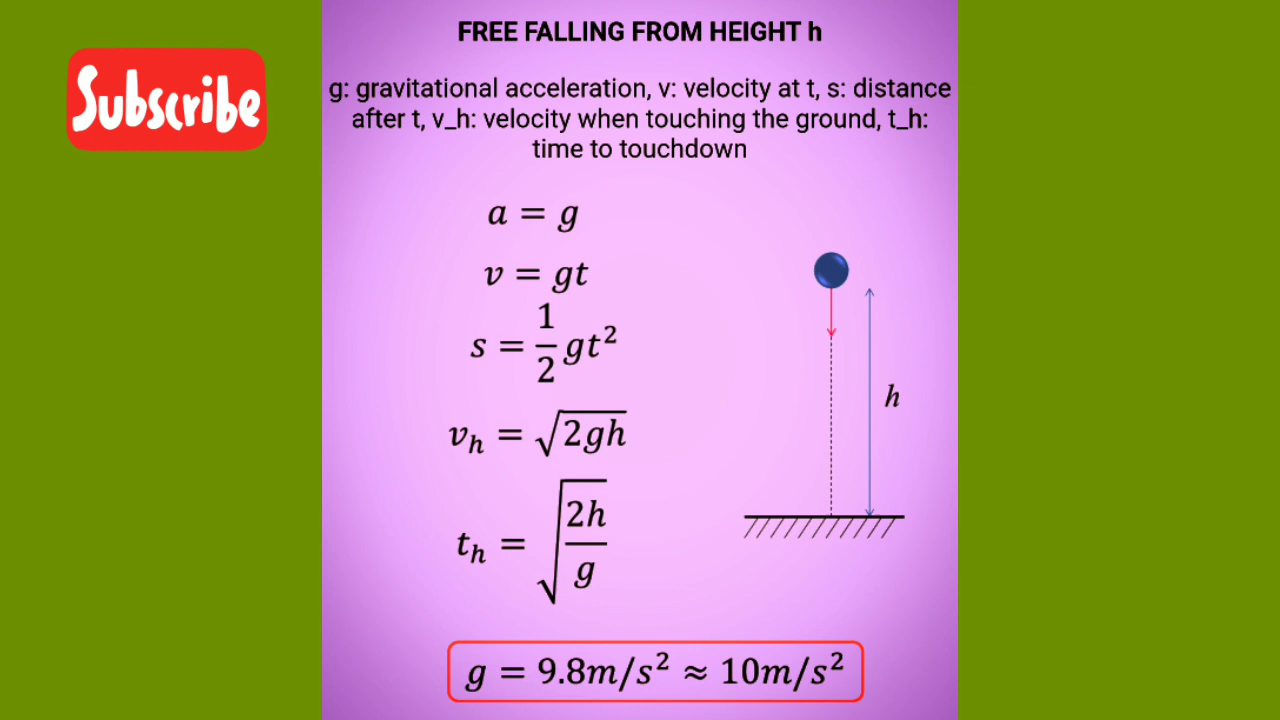 FREE FALLING FROM HEIGHT h
Subscribe
g: gravitational acceleration, v: velocity at t, s: distance
after t, v_h: velocity when touching the ground, t_h:
time to touchdown
a = g
v = gt
s = 1/2 gt²
v_h = √2gh
h
t_h = √2h/g
g = 9.8m/s² ≈ 10m/s²